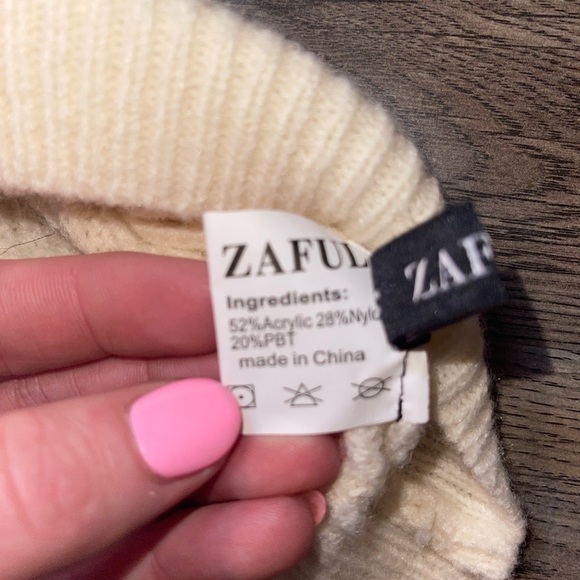 ZAFUL
ZAF
Ingredients:
52%Acrylic 28%Nylo
20%PBT
made in China